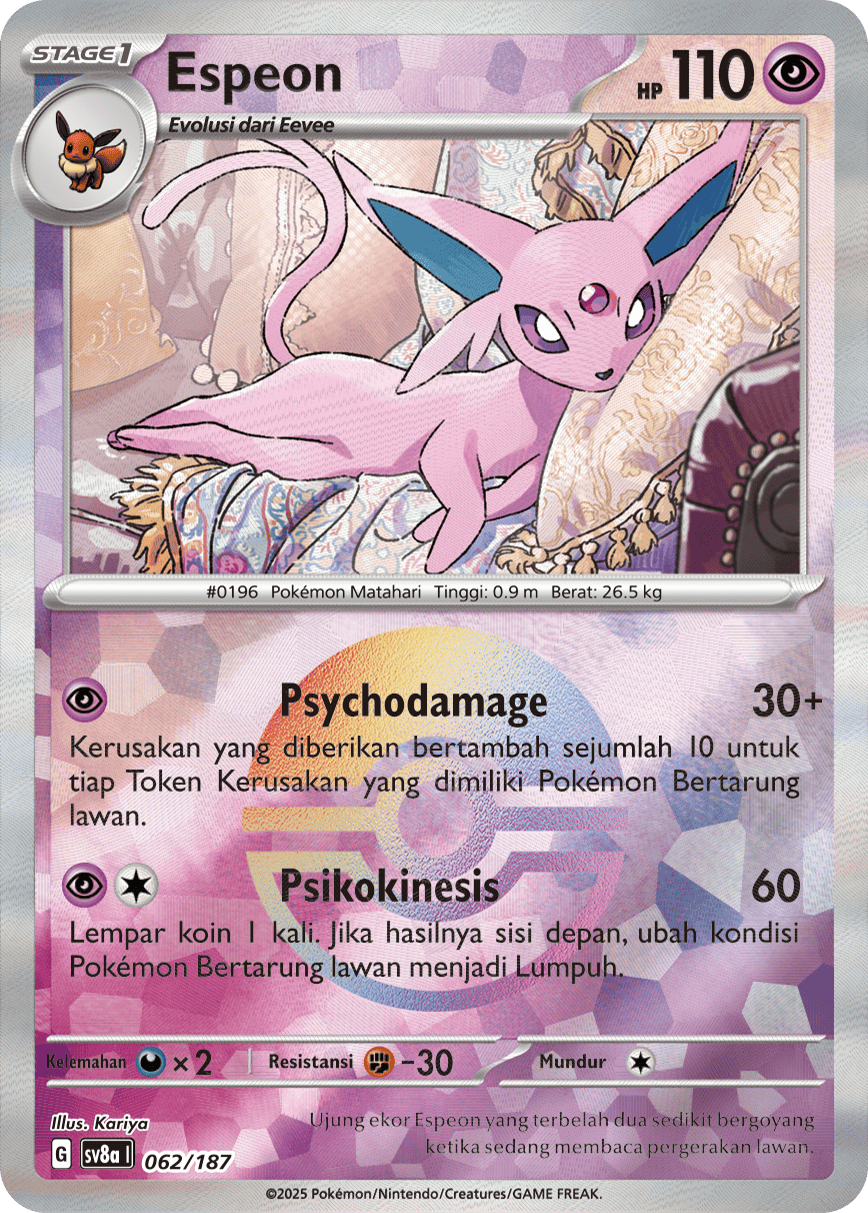 STAGE1
Espeon
HP 110
Evolusi dari Eevee
#0196 Pokémon Matahari Tinggi: 0.9 m Berat: 26.5 kg
Psychodamage 30+
Kerusakan yang diberikan bertambah sejumlah 10 untuk
tiap Token Kerusakan yang dimiliki Pokémon Bertarung
lawan.
Psikokinesis 60
Lempar koin 1 kali. Jika hasilnya sisi depan, ubah kondisi
Pokémon Bertarung lawan menjadi Lumpuh.
Kelemahan ×2 Resistansi -30 Mundur
Illus. Kariya
Ujung ekor Espeon yang terbelah dua sedikit bergoyang
ketika sedang membaca pergerakan lawan.
G sv8a I 062/187
©2025 Pokémon/Nintendo/Creatures/GAME FREAK.